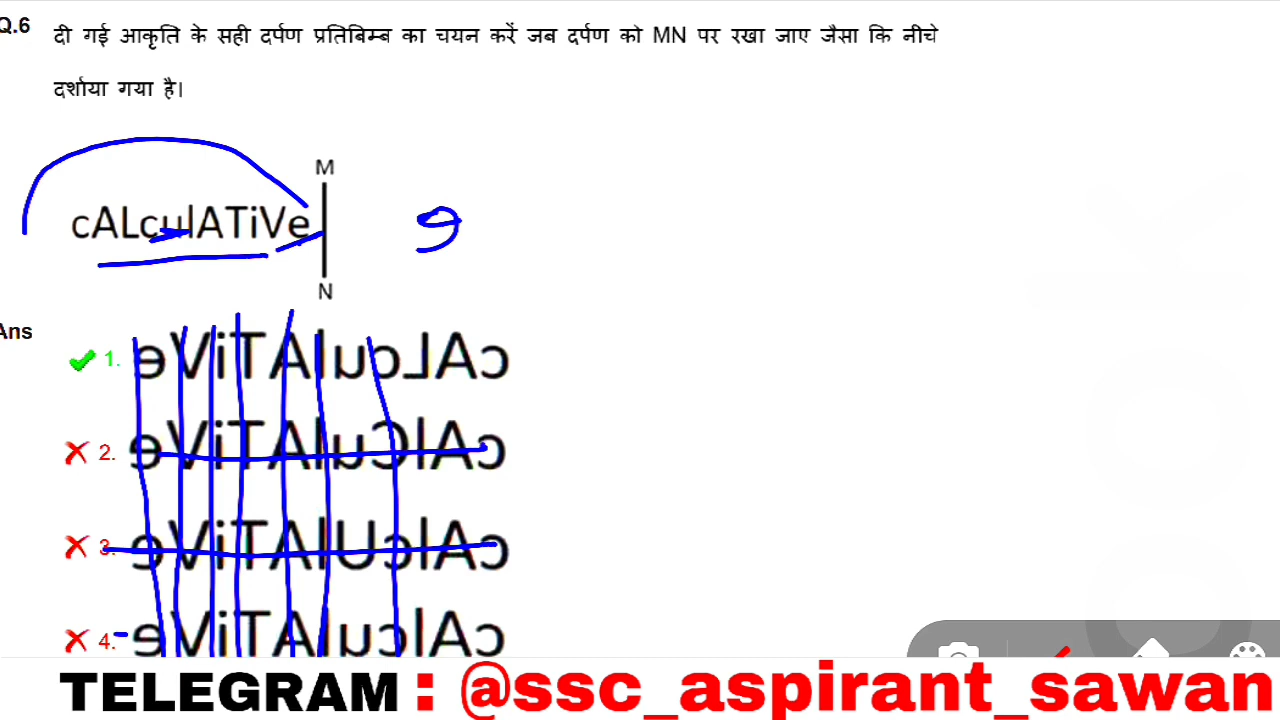 Q.6 दी गई आकृति के सही दर्पण प्रतिबिम्ब का चयन करें जब दर्पण को MN पर रखा जाए जैसा कि नीचे
दर्शाया गया है।
M
cALculATiVe
N
Ans
1.
2.
3.
4.
TELEGRAM : @ssc_aspirant_sawan